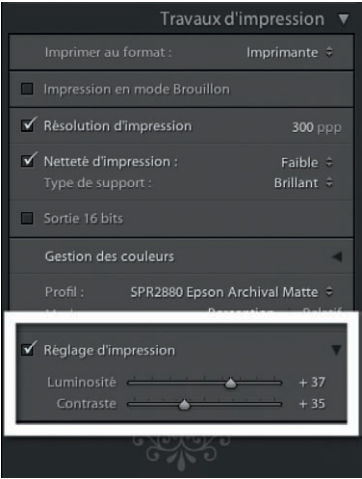 Travaux d'impression
Imprimer au format : Imprimante
Impression en mode Brouillon
Résolution d'impression 300 ppp
Netteté d'impression : Faible
Type de support : Brillant
Sortie 16 bits
Gestion des couleurs
Profil : SPR2880 Epson Archival Matte
Réglage d'impression
Luminosité + 37
Contraste + 35